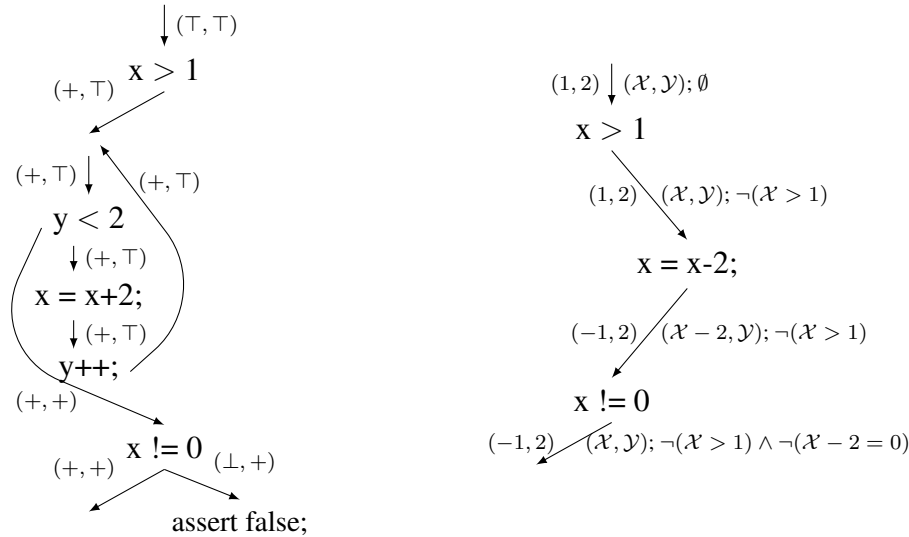 (⊤, ⊤)
x > 1
(+, ⊤)
(+, ⊤)
(+, ⊤)
y < 2
(+, ⊤)
x = x+2;
(+, ⊤)
y++;
(+, +)
x != 0
(+, +)
(⊥, +)
assert false;
(1, 2) (𝒳, 𝒴); ∅
x > 1
(1, 2) (𝒳, 𝒴); ¬(𝒳 > 1)
x = x-2;
(−1, 2) (𝒳 − 2, 𝒴); ¬(𝒳 > 1)
x != 0
(−1, 2) (𝒳, 𝒴); ¬(𝒳 > 1) ∧ ¬(𝒳 − 2 = 0)